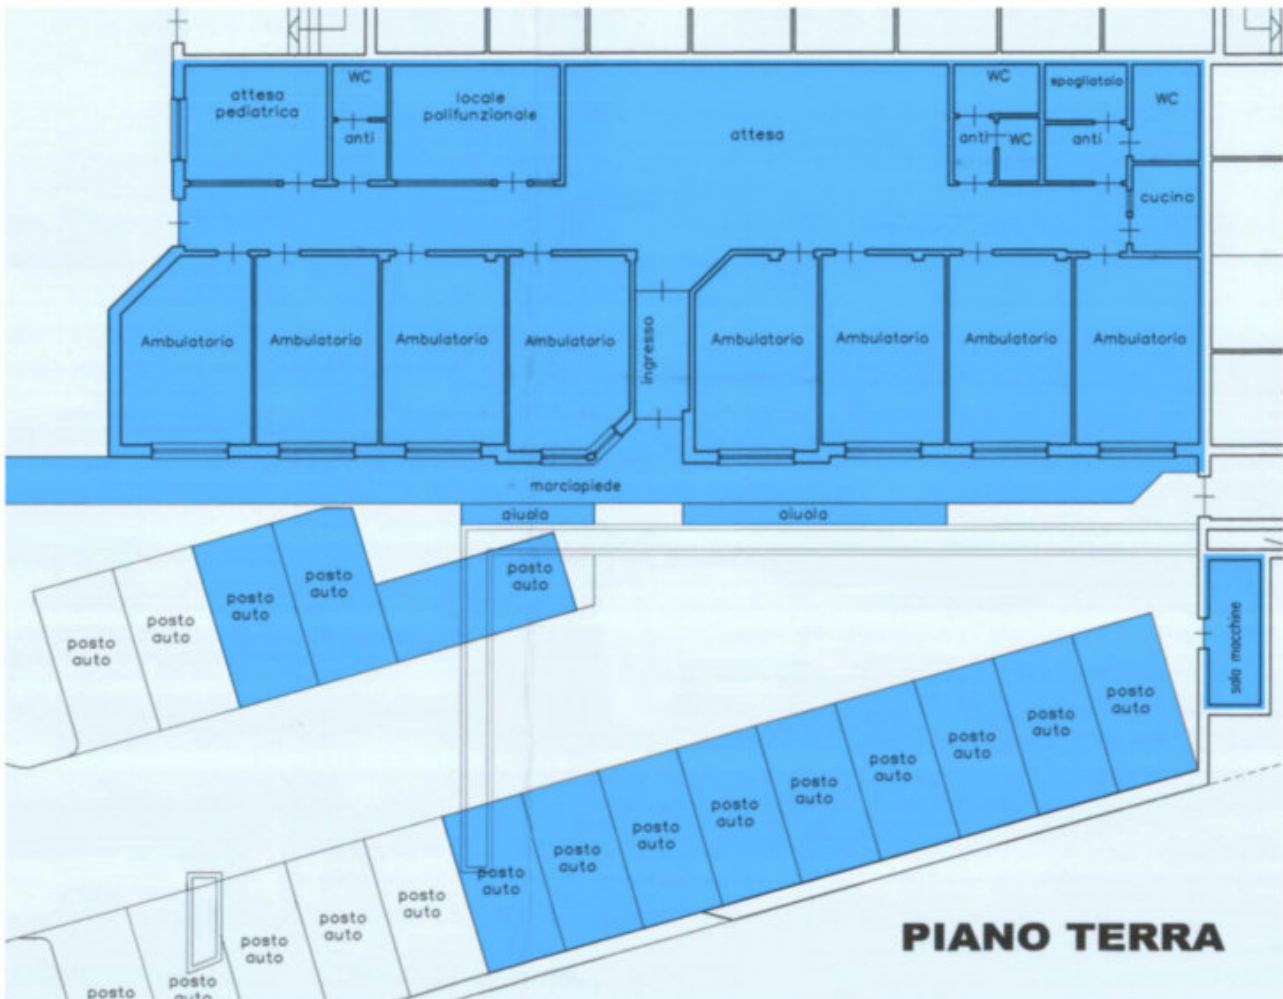 WC
WC
attesa
pediatrica
locale
polifunzionale
spogliatoio
WC
anti
attesa
anti
WC
anti
cucina
Ambulatorio
Ambulatorio
Ambulatorio
Ambulatorio
ingresso
Ambulatorio
Ambulatorio
Ambulatorio
Ambulatorio
marciapiede
aiuola
aiuola
posto
auto
posto
auto
posto
auto
posto
auto
posto
auto
sala macchine
posto
auto
posto
auto
posto
auto
posto
auto
posto
auto
posto
auto
posto
auto
posto
auto
posto
auto
posto
auto
posto
auto
posto
auto
posto
auto
posto
PIANO TERRA